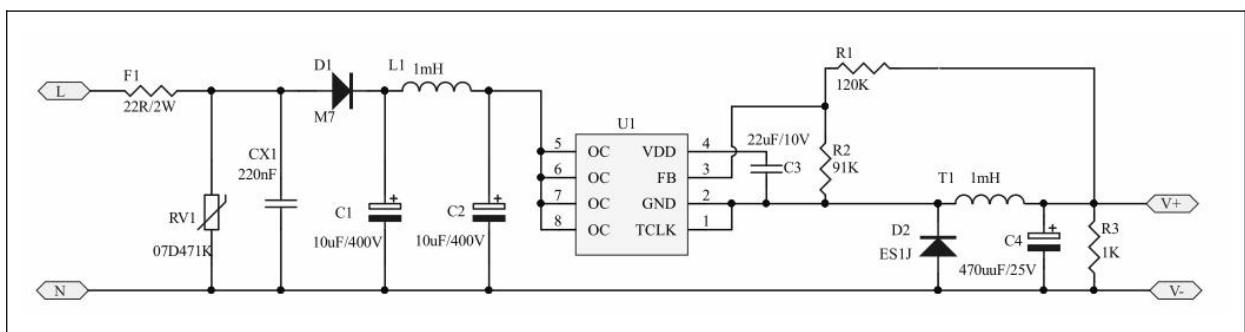 R1
120K
D1
L1
1mH
F1
22R/2W
L
M7
U1
22uF/10V
CX1
220nF
5 OC VDD 4
6 OC FB 3
7 OC GND 2
8 OC TCLK 1
C3
R2
91K
T1
1mH
V+
RV1
07D471K
C1
10uF/400V
C2
10uF/400V
D2
ES1J
C4
470uuF/25V
R3
1K
N
V-